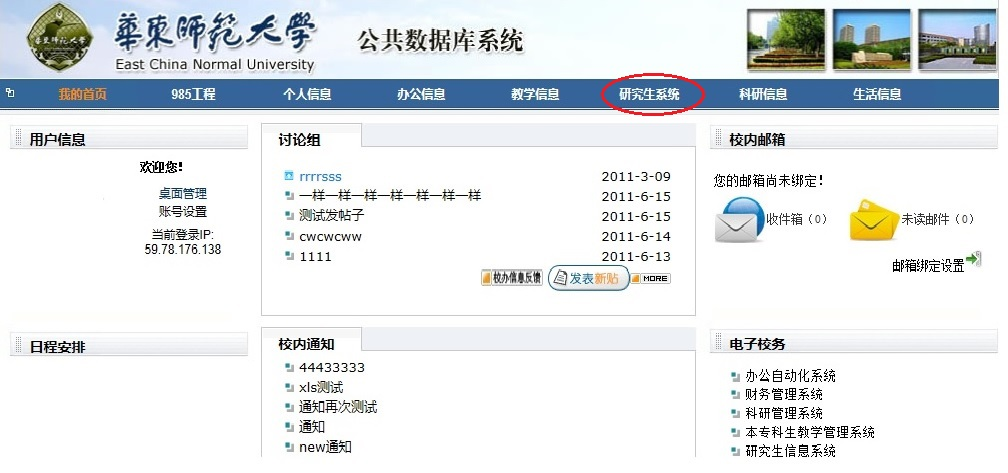 華東師範大學
East China Normal University
公共数据库系统
我的首页 985工程 个人信息 办公信息 教学信息 研究生系统 科研信息 生活信息
用户信息
欢迎您!
桌面管理
账号设置
当前登录IP:
59.78.176.138
日程安排
讨论组
rrrrsss 2011-3-09
一样一样一样一样一样一样一样 2011-6-15
测试发帖子 2011-6-15
cwcwcww 2011-6-14
1111 2011-6-13
校办信息反馈 发表新贴 MORE
校内通知
44433333
xls测试
通知再次测试
通知
new通知
校内邮箱
您的邮箱尚未绑定!
收件箱（0） 未读邮件（0）
邮箱绑定设置
电子校务
办公自动化系统
财务管理系统
科研管理系统
本专科生教学管理系统
研究生信息系统